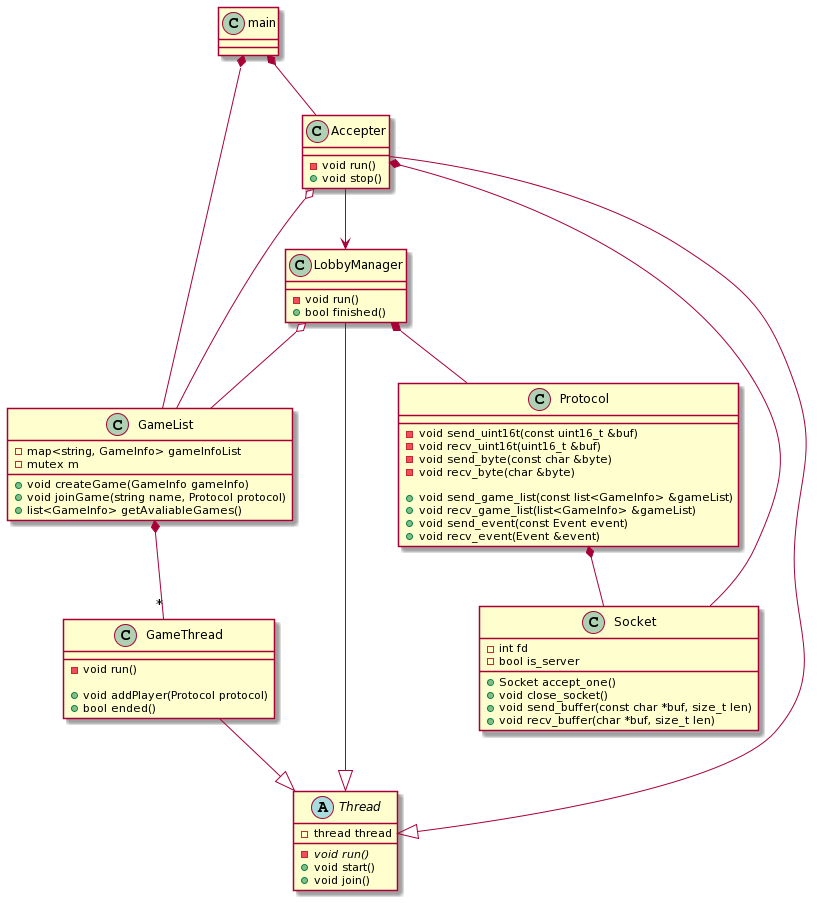 C main
C Accepter
void run()
void stop()
C LobbyManager
void run()
bool finished()
C GameList
map<string, GameInfo> gameInfoList
mutex m
void createGame(GameInfo gameInfo)
void joinGame(string name, Protocol protocol)
list<GameInfo> getAvaliableGames()
C Protocol
void send_uint16t(const uint16_t &buf)
void recv_uint16t(uint16_t &buf)
void send_byte(const char &byte)
void recv_byte(char &byte)
void send_game_list(const list<GameInfo> &gameList)
void recv_game_list(list<GameInfo> &gameList)
void send_event(const Event event)
void recv_event(Event &event)
*
C GameThread
void run()
void addPlayer(Protocol protocol)
bool ended()
C Socket
int fd
bool is_server
Socket accept_one()
void close_socket()
void send_buffer(const char *buf, size_t len)
void recv_buffer(char *buf, size_t len)
A Thread
thread thread
void run()
void start()
void join()